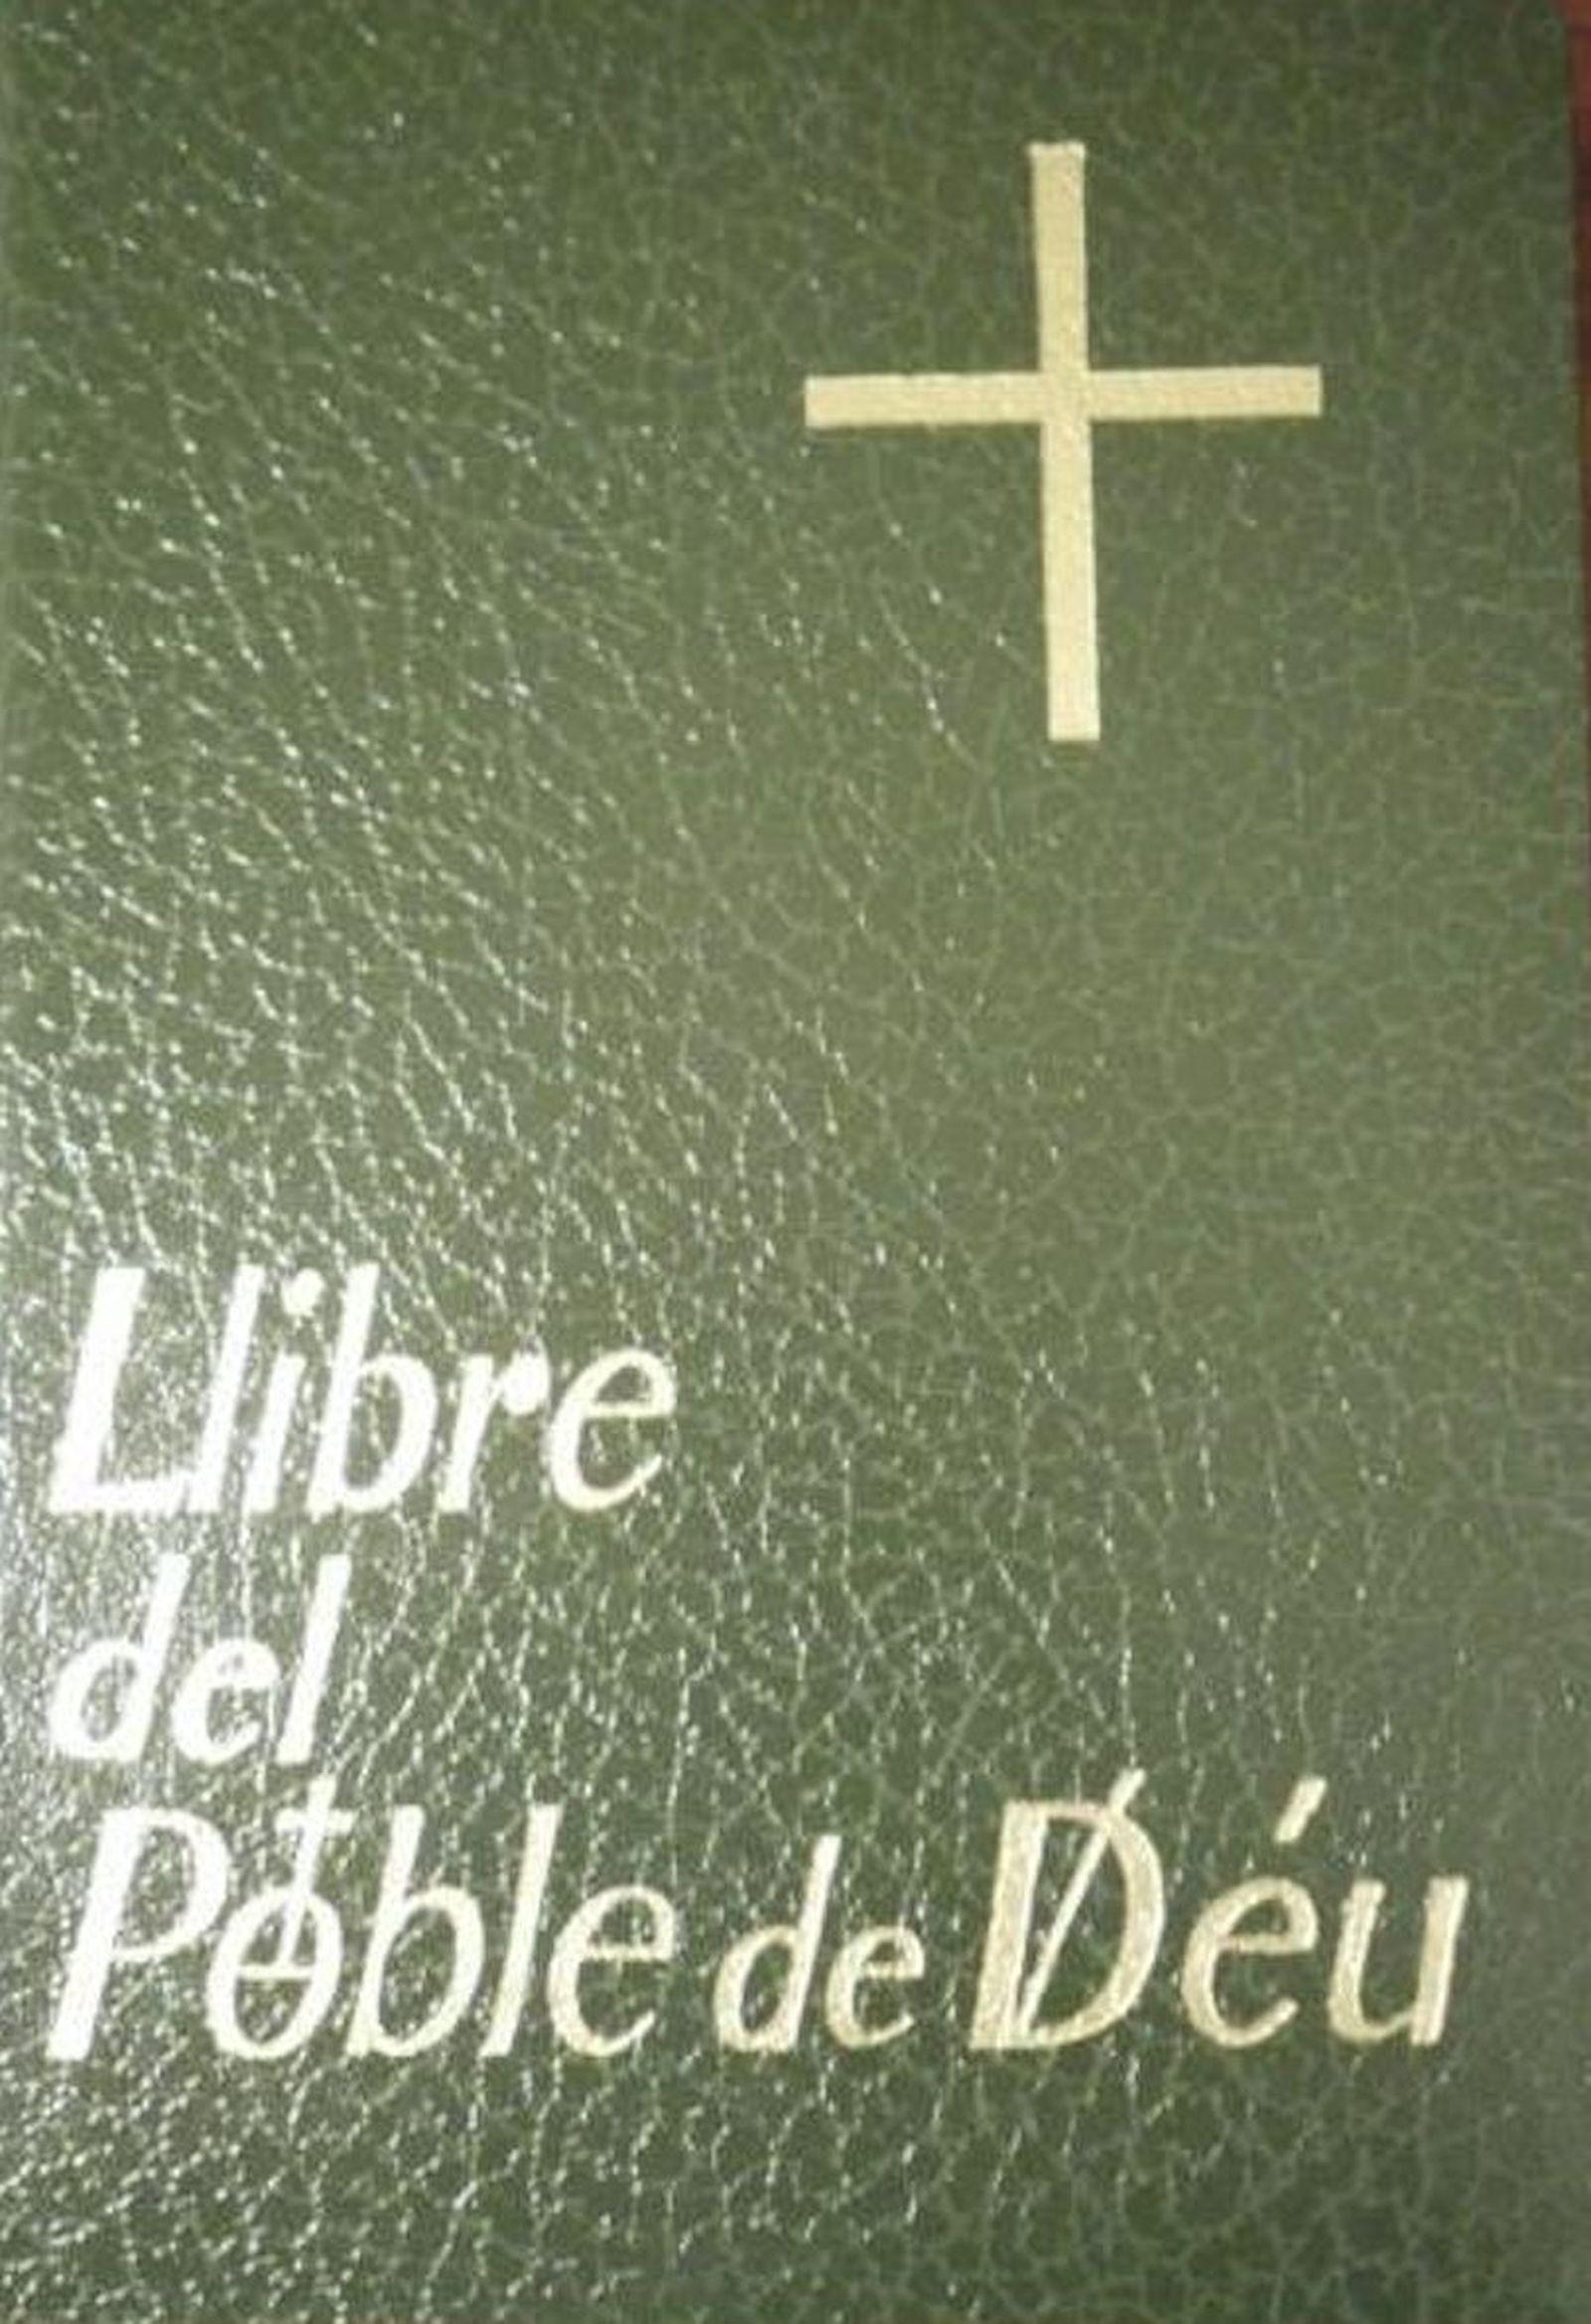 Llibre
del
Poble de Déu